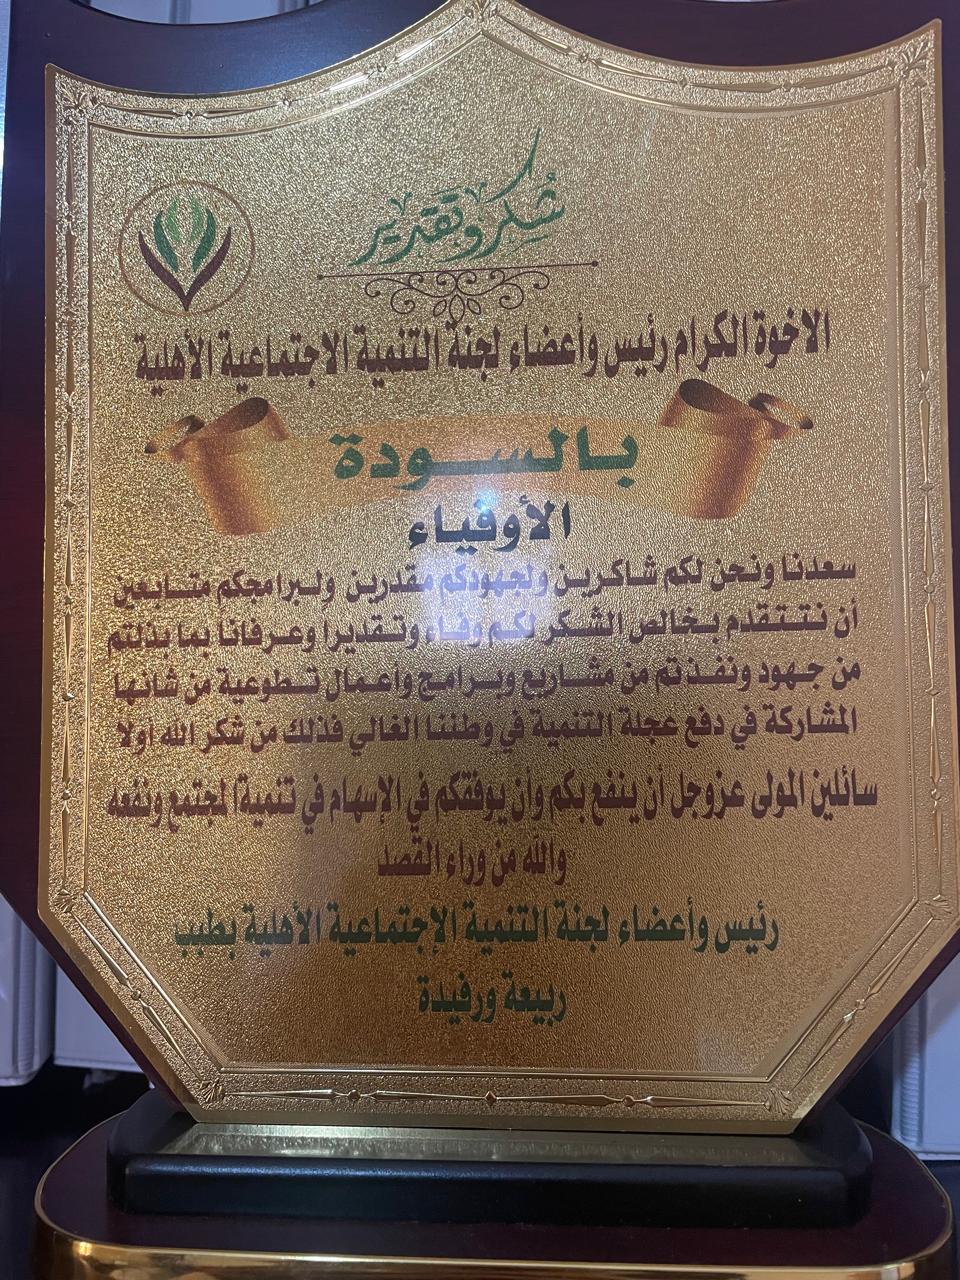 شكر وتقدير
الاخوة الكرام رئيس وأعضاء لجنة التنمية الاجتماعية الأهلية
بالسودة
الأوفياء
سعدنا ونحن لكم شاكرين ولجهودكم مقدرين ولبرامجكم متابعين
أن نتتقدم بخالص الشكر لكم وفاء وتقديرا وعرفانا بما بذلتم
من جهود ونفذتم من مشاريع وبرامج وأعمال تطوعية من شانها
المشاركة في دفع عجلة التنمية في وطننا الغالي فذلك من شكر الله اولا
سائلين المولى عزوجل أن ينفع بكم وأن يوفقكم في الإسهام في تنمية المجتمع ونفعه
والله من وراء القصد
رئيس وأعضاء لجنة التنمية الإجتماعية الأهلية بطبب
ربيعة ورفيدة